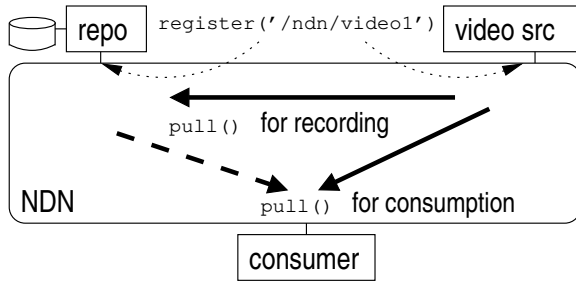 repo register('/ndn/video1') video src
pull() for recording
NDN
pull() for consumption
consumer